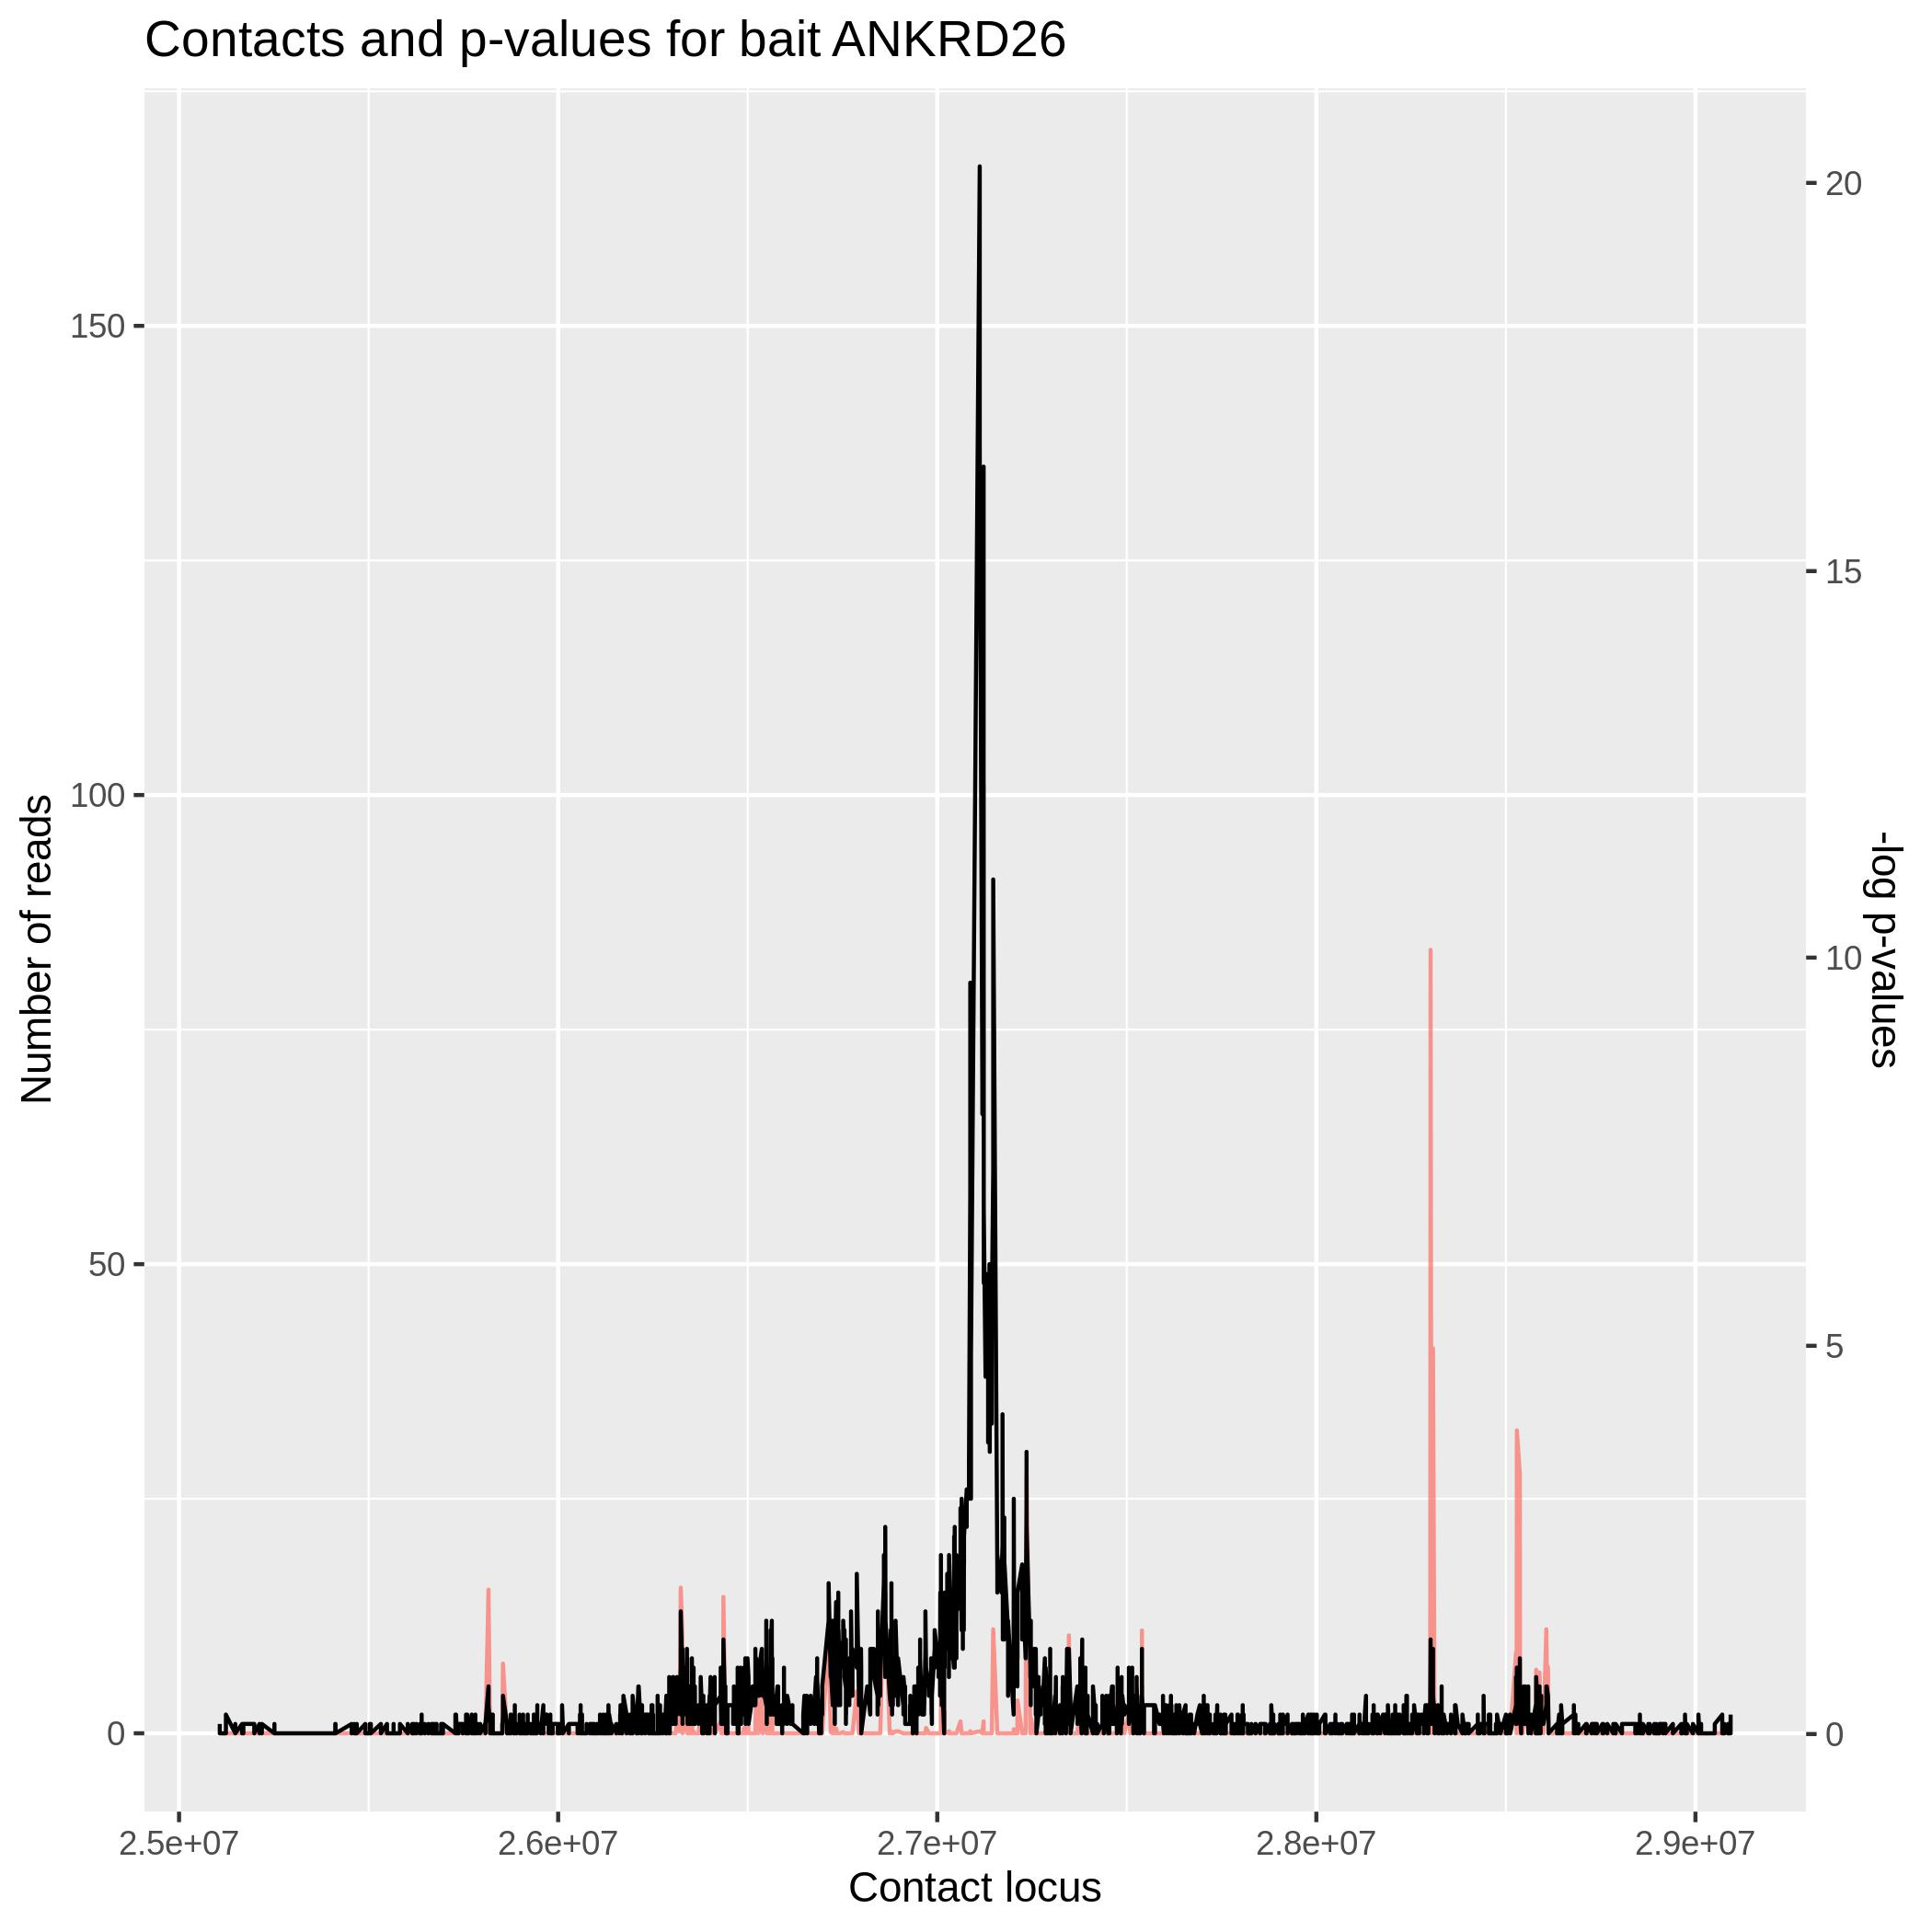 Contacts and p-values for bait ANKRD26
Number of reads
150
100
50
0
20
15
10
5
0
-log p-values
2.5e+07
2.6e+07
2.7e+07
2.8e+07
2.9e+07
Contact locus